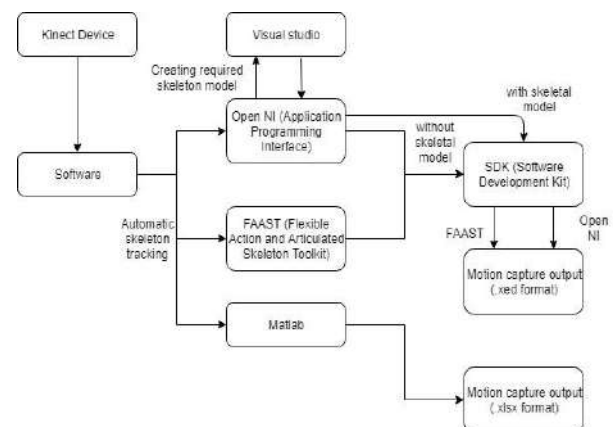 Kinect Device
Visual studio
Creating required
skeleton model
with skeletal
model
Open NI (Application
Programming
Interface)
without
skeletal
model
Software
SDK (Software
Development Kit)
Automatic
skeleton
tracking
FAAST (Flexible
Action and Articulated
Skeleton Toolkit)
FAAST
Open
NI
Motion capture output
(.xed format)
Matlab
Motion capture output
(.xlsx format)